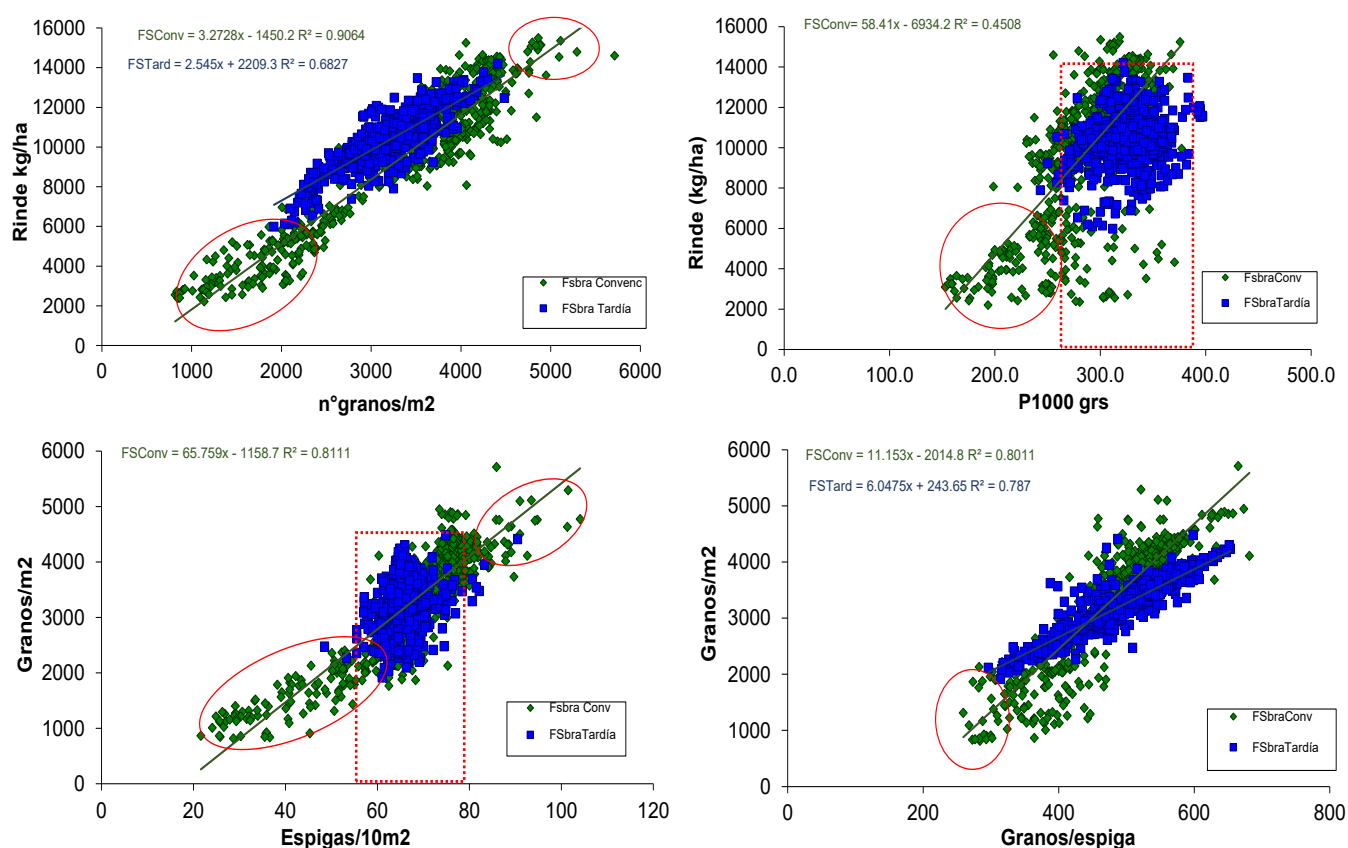 16000
14000
12000
10000
8000
6000
4000
2000
0
Rinde kg/ha
FSConv = 3.2728x - 1450.2 R² = 0.9064
FSTard = 2.545x + 2209.3 R² = 0.6827
Fsbra Convenc
FSbra Tardía
0 1000 2000 3000 4000 5000 6000
n°granos/m2
16000
14000
12000
10000
8000
6000
4000
2000
0
Rinde (kg/ha)
FSConv= 58.41x - 6934.2 R² = 0.4508
FsbraConv
FSbraTardía
0.0 100.0 200.0 300.0 400.0 500.0
P1000 grs
6000
5000
4000
3000
2000
1000
0
Granos/m2
FSConv = 65.759x - 1158.7 R² = 0.8111
Fsbra Conv
FSbraTardía
0 20 40 60 80 100 120
Espigas/10m2
6000
5000
4000
3000
2000
1000
0
Granos/m2
FSConv = 11.153x - 2014.8 R² = 0.8011
FSTard = 6.0475x + 243.65 R² = 0.787
FSbraConv
FSbraTardía
0 200 400 600 800
Granos/espiga